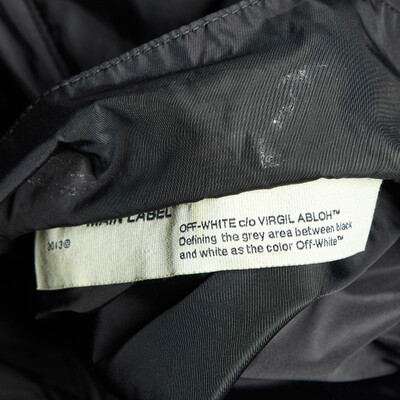 MAIN LABEL
OFF-WHITE c/o VIRGIL ABLOH™
Defining the grey area between black
and white as the color Off-White™